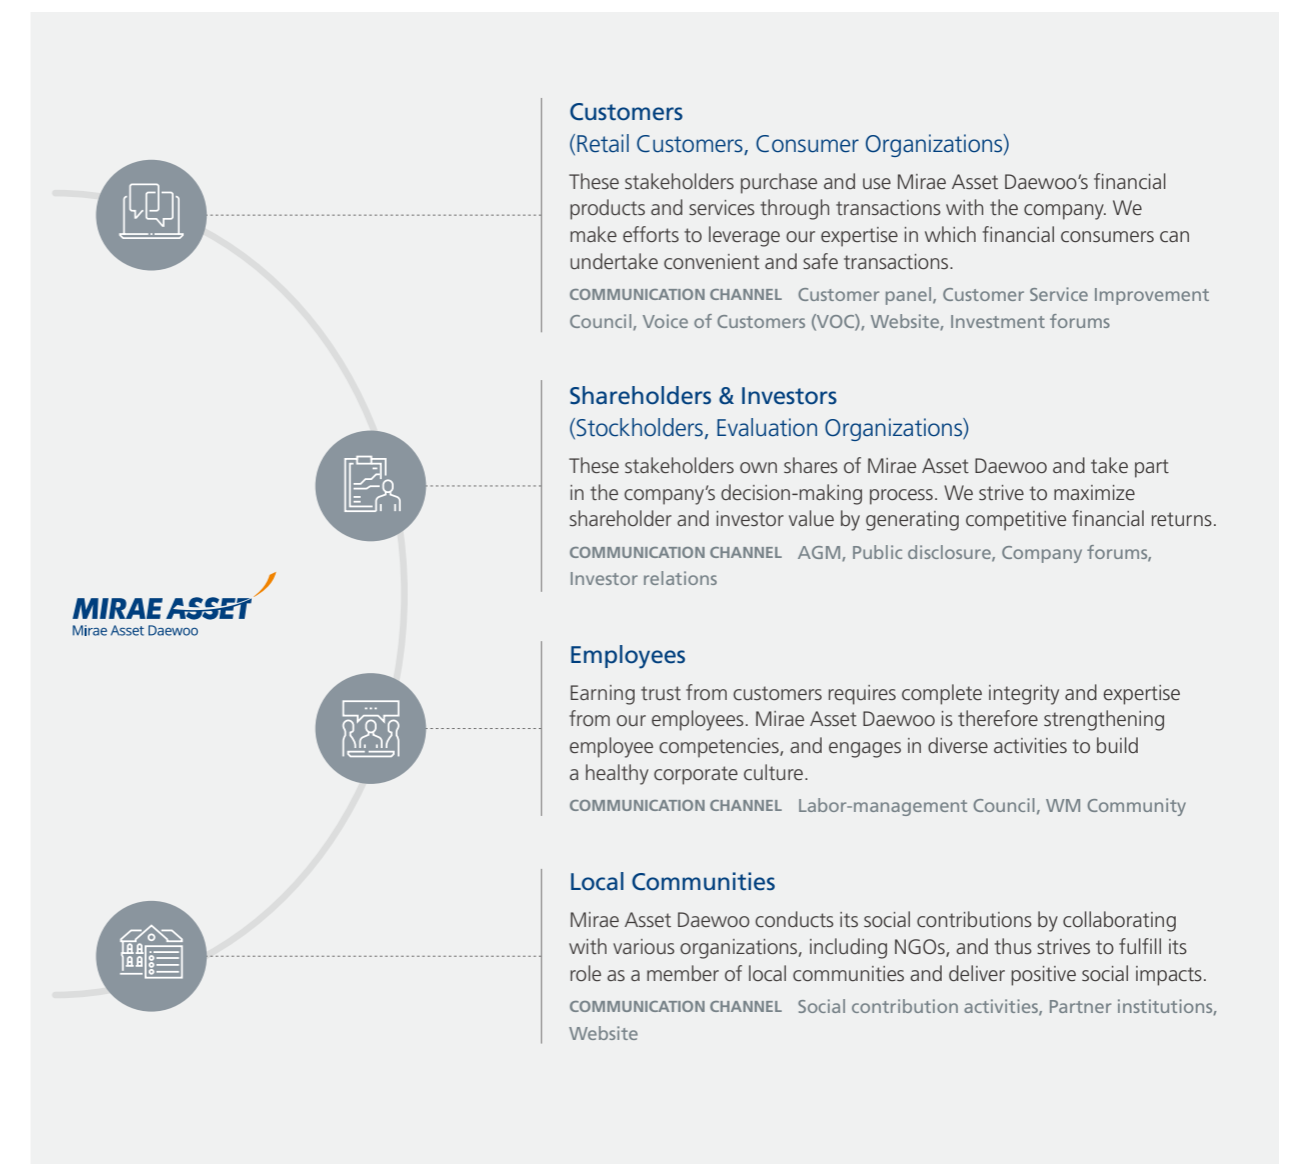 Customers
(Retail Customers, Consumer Organizations)
These stakeholders purchase and use Mirae Asset Daewoo’s financial
products and services through transactions with the company. We
make efforts to leverage our expertise in which financial consumers can
undertake convenient and safe transactions.
COMMUNICATION CHANNEL Customer panel, Customer Service Improvement
Council, Voice of Customers (VOC), Website, Investment forums
Shareholders & Investors
(Stockholders, Evaluation Organizations)
These stakeholders own shares of Mirae Asset Daewoo and take part
in the company’s decision-making process. We strive to maximize
shareholder and investor value by generating competitive financial returns.
COMMUNICATION CHANNEL AGM, Public disclosure, Company forums,
Investor relations
MIRAE ASSET
Mirae Asset Daewoo
Employees
Earning trust from customers requires complete integrity and expertise
from our employees. Mirae Asset Daewoo is therefore strengthening
employee competencies, and engages in diverse activities to build
a healthy corporate culture.
COMMUNICATION CHANNEL Labor-management Council, WM Community
Local Communities
Mirae Asset Daewoo conducts its social contributions by collaborating
with various organizations, including NGOs, and thus strives to fulfill its
role as a member of local communities and deliver positive social impacts.
COMMUNICATION CHANNEL Social contribution activities, Partner institutions,
Website